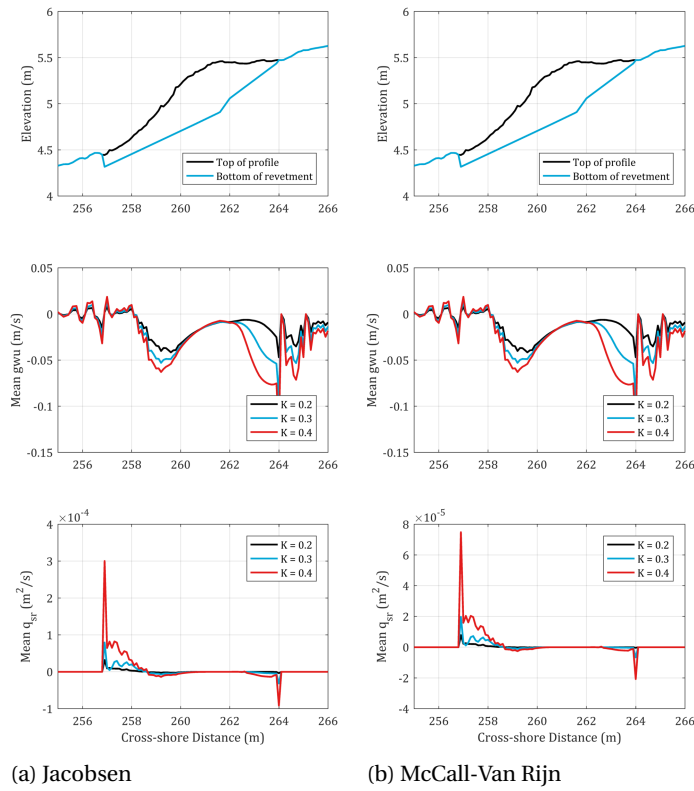 5.5
5
4.5
4
Elevation (m)
Top of profile
Bottom of revetment
256 258 260 262 264 266
5.5
5
4.5
4
Elevation (m)
Top of profile
Bottom of revetment
256 258 260 262 264 266
0.05
0
-0.05
-0.1
-0.15
Mean gwu (m/s)
K = 0.2
K = 0.3
K = 0.4
256 258 260 262 264 266
0.05
0
-0.05
-0.1
-0.15
Mean gwu (m/s)
K = 0.2
K = 0.3
K = 0.4
256 258 260 262 264 266
×10⁻⁴
4
3
2
1
0
-1
Mean q_sr (m²/s)
K = 0.2
K = 0.3
K = 0.4
256 258 260 262 264 266
Cross-shore Distance (m)
×10⁻⁵
8
6
4
2
0
-2
-4
Mean q_sr (m²/s)
K = 0.2
K = 0.3
K = 0.4
256 258 260 262 264 266
Cross-shore Distance (m)
(a) Jacobsen
(b) McCall-Van Rijn